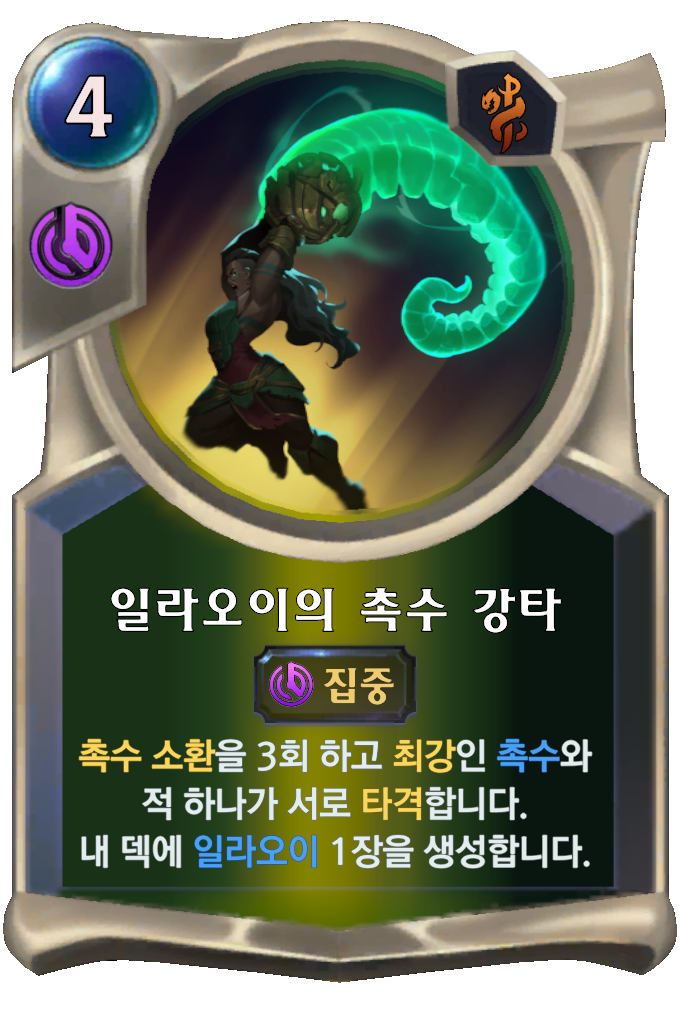 4
일라오이의 촉수 강타
집중
촉수 소환을 3회 하고 최강인 촉수와
적 하나가 서로 타격합니다.
내 덱에 일라오이 1장을 생성합니다.